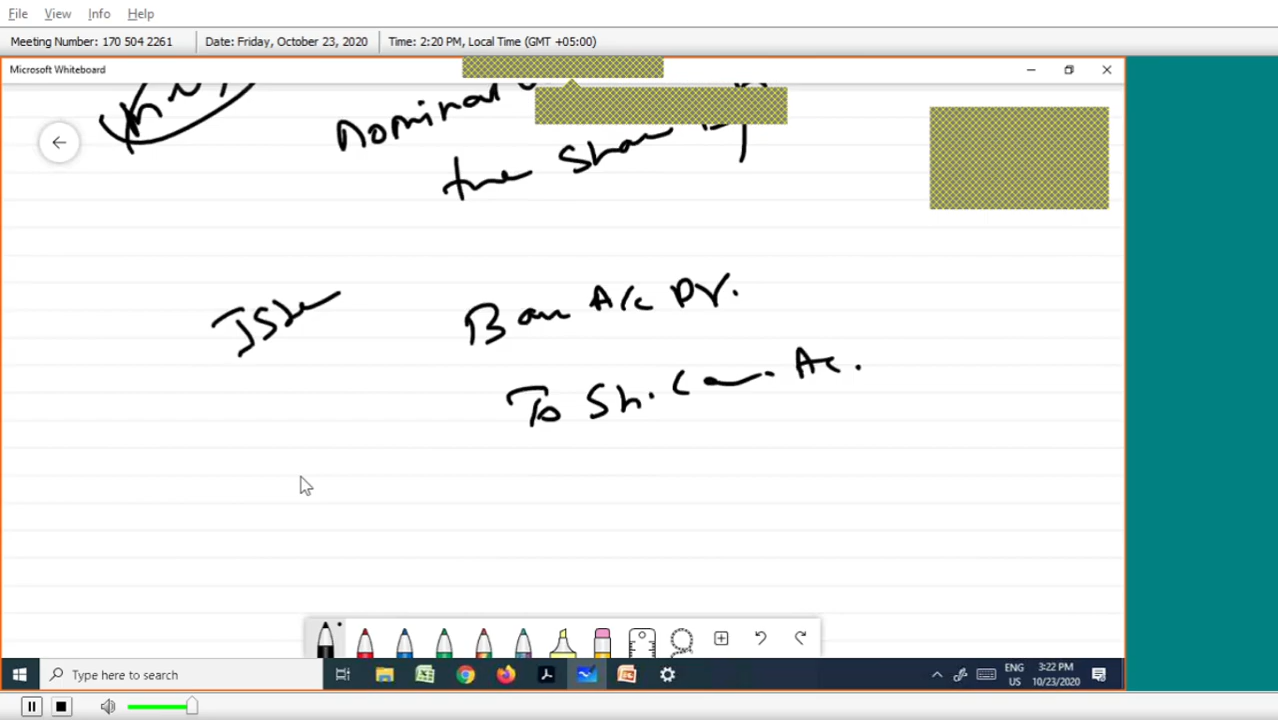 File View Info Help
Meeting Number: 170 504 2261 Date: Friday, October 23, 2020 Time: 2:20 PM, Local Time (GMT +05:00)
Microsoft Whiteboard
nominal
the Share
Issue
Ban A/c Dr.
To Sh. Ca Ac.
Type here to search
ENG
US
3:22 PM
10/23/2020